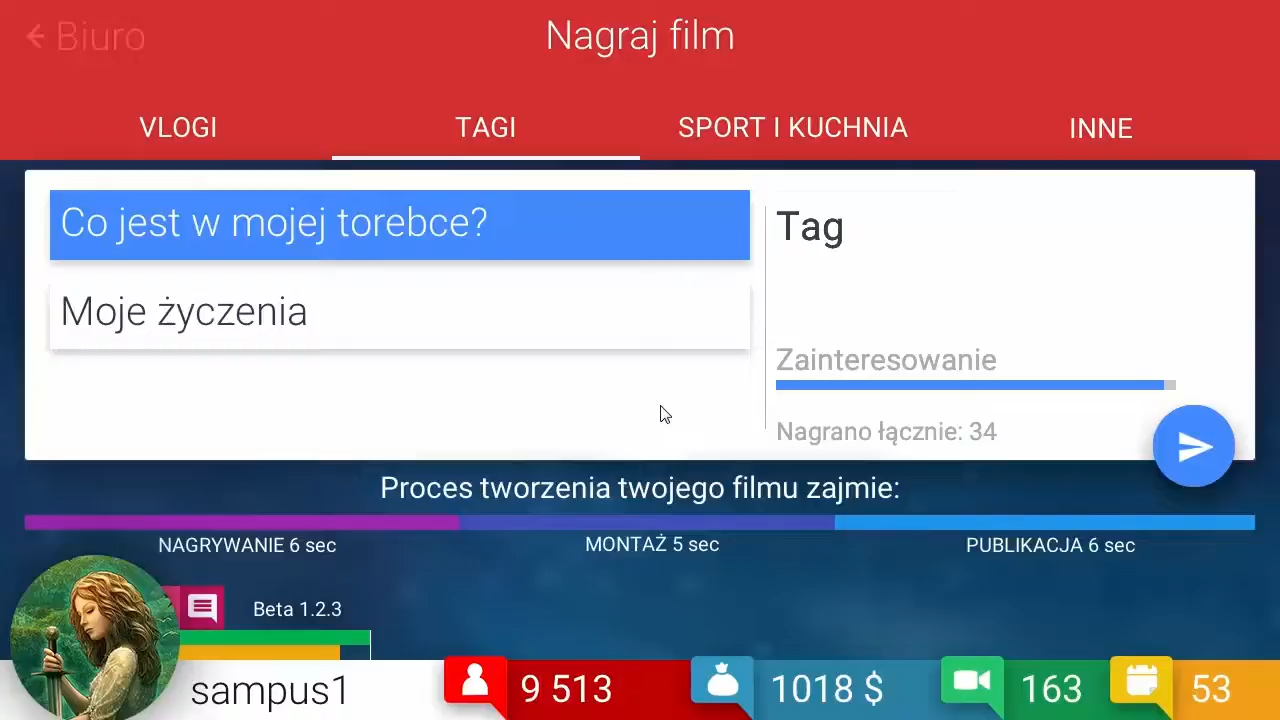 Biuro
Nagraj film
VLOGI
TAGI
SPORT I KUCHNIA
INNE
Co jest w mojej torebce?
Moje życzenia
Tag
Zainteresowanie
Nagrano łącznie: 34
Proces tworzenia twojego filmu zajmie:
NAGRYWANIE 6 sec
MONTAŻ 5 sec
PUBLIKACJA 6 sec
Beta 1.2.3
sampus1
9 513
1018 $
163
53